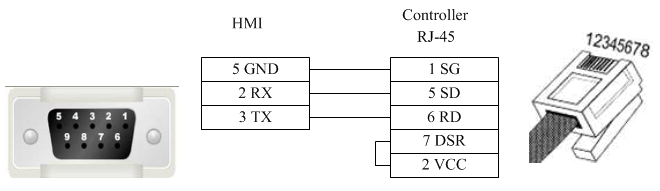 HMI
Controller
RJ-45
5 GND
1 SG
2 RX
5 SD
3 TX
6 RD
7 DSR
2 VCC
5 4 3 2 1
9 8 7 6
12345678